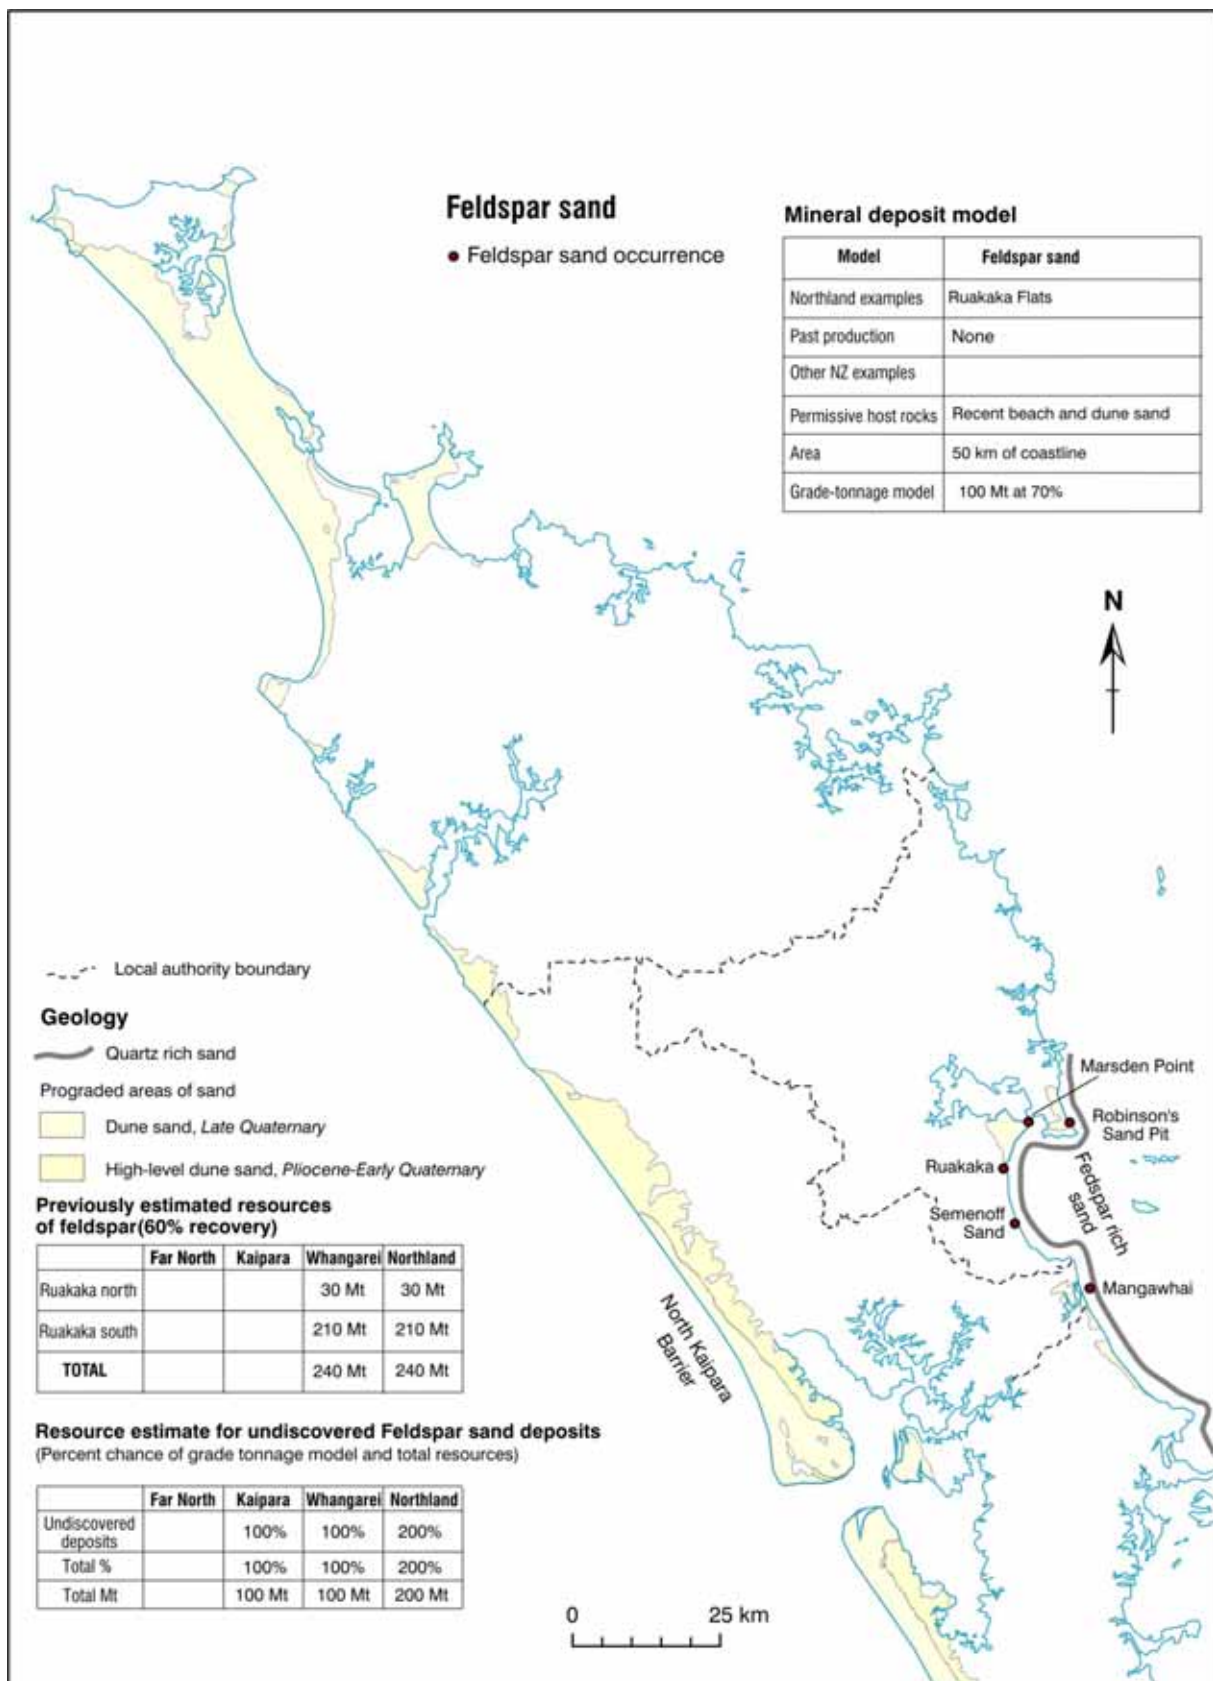 Feldspar sand
Feldspar sand occurrence
Mineral deposit model
Model Feldspar sand
Northland examples Ruakaka Flats
Past production None
Other NZ examples
Permissive host rocks Recent beach and dune sand
Area 50 km of coastline
Grade-tonnage model 100 Mt at 70%
N
Local authority boundary
Geology
Quartz rich sand
Prograded areas of sand
Dune sand, Late Quaternary
High-level dune sand, Pliocene-Early Quaternary
Previously estimated resources
of feldspar(60% recovery)
Far North Kaipara Whangarei Northland
Ruakaka north 30 Mt 30 Mt
Ruakaka south 210 Mt 210 Mt
TOTAL 240 Mt 240 Mt
Resource estimate for undiscovered Feldspar sand deposits
(Percent chance of grade tonnage model and total resources)
Far North Kaipara Whangarei Northland
Undiscovered
deposits 100% 100% 200%
Total % 100% 100% 200%
Total Mt 100 Mt 100 Mt 200 Mt
Marsden Point
Robinson's
Sand Pit
Ruakaka
Fedspar rich
sand
Semenoff
Sand
Mangawhai
North Kaipara
Barrier
0 25 km